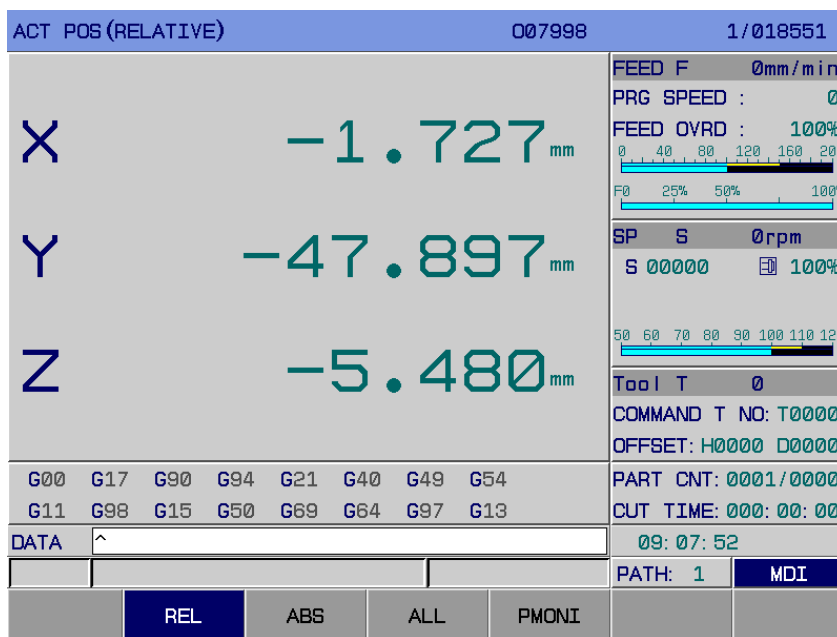 ACT POS(RELATIVE) O07998 1/018551
X -1.727 mm
Y -47.897 mm
Z -5.480 mm
FEED F 0mm/min
PRG SPEED : 0
FEED OVRD : 100%
0 40 80 120 160 20
F0 25% 50% 100
SP S 0rpm
S 00000 100%
50 60 70 80 90 100 110 12
Tool T 0
COMMAND T NO: T0000
OFFSET: H0000 D0000
G00 G17 G90 G94 G21 G40 G49 G54
G11 G98 G15 G50 G69 G64 G97 G13
PART CNT: 0001/0000
CUT TIME: 000:00:00
DATA ^
09:07:52
PATH: 1 MDI
REL ABS ALL PMONI